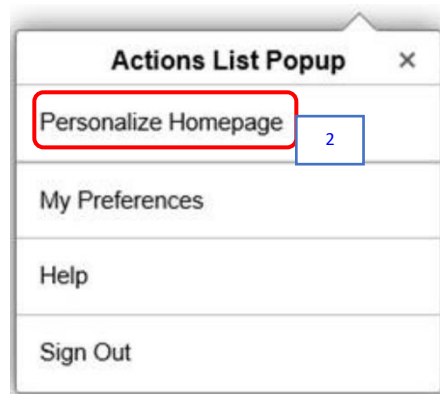 Actions List Popup ×
Personalize Homepage
2
My Preferences
Help
Sign Out